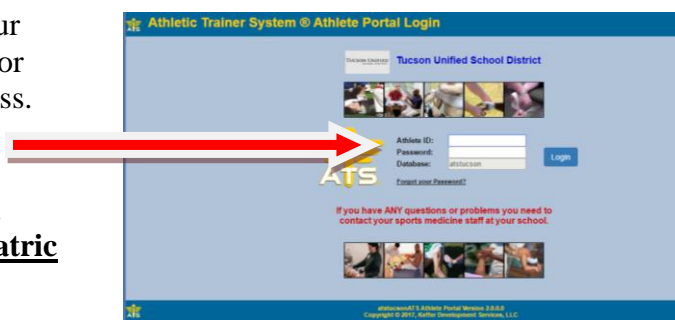 ur
or
ss.
atric
Athletic Trainer System ® Athlete Portal Login
Tucson Unified School District
Athlete ID:
Password:
Database: atstucson
Login
ATS
Forgot your Password?
If you have ANY questions or problems you need to
contact your sports medicine staff at your school.
atstucsonATS Athlete Portal Version 2.0.0.0
Copyright © 2017, Keffer Development Services, LLC